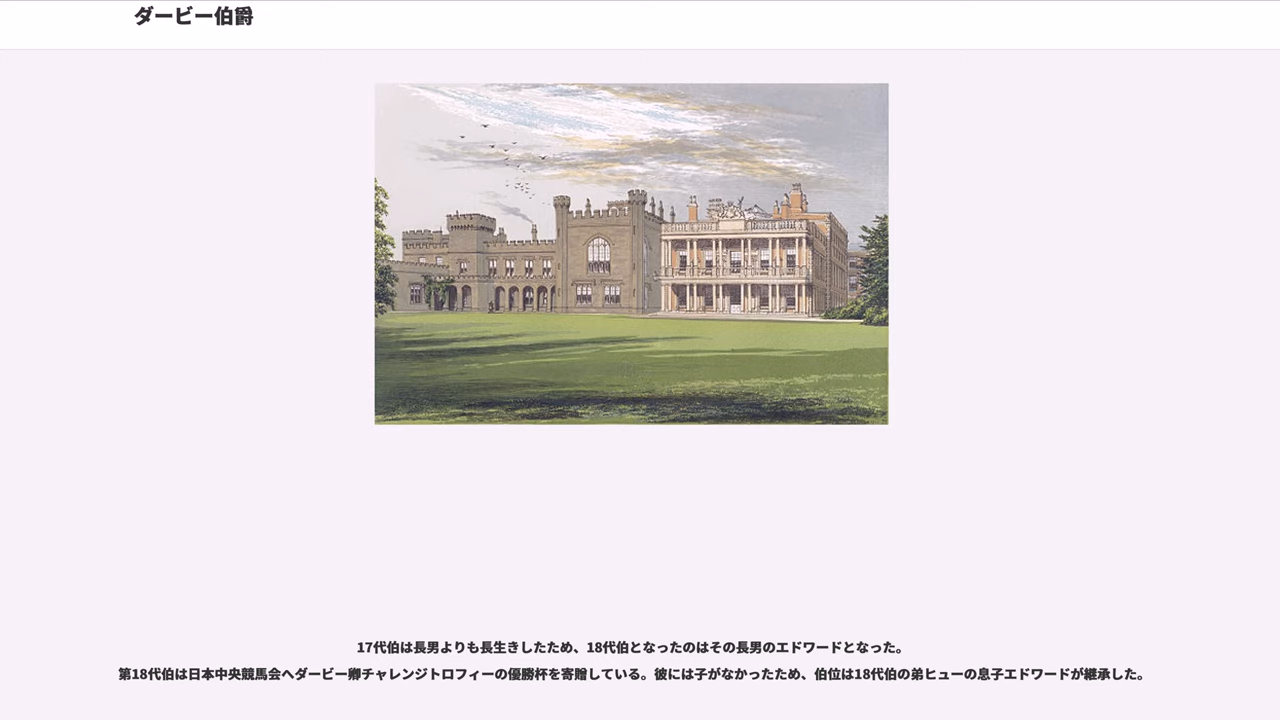 ダービー伯爵
17代伯は長男よりも長生きしたため、18代伯となったのはその長男のエドワードとなった。
第18代伯は日本中央競馬会へダービー卿チャレンジトロフィーの優勝杯を寄贈している。彼には子がなかったため、伯位は18代伯の弟ヒューの息子エドワードが継承した。